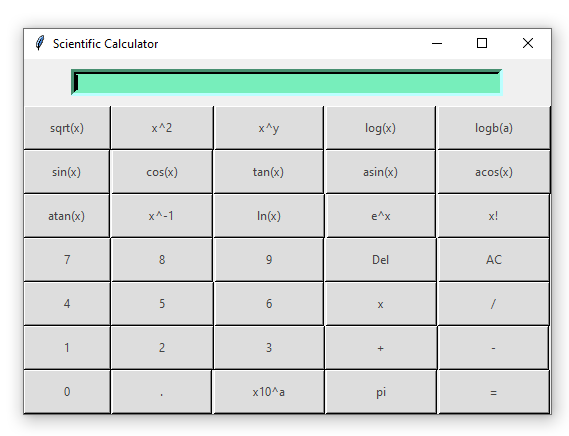 Scientific Calculator
sqrt(x) x^2 x^y log(x) logb(a)
sin(x) cos(x) tan(x) asin(x) acos(x)
atan(x) x^-1 ln(x) e^x x!
7 8 9 Del AC
4 5 6 x /
1 2 3 + -
0 . x10^a pi =